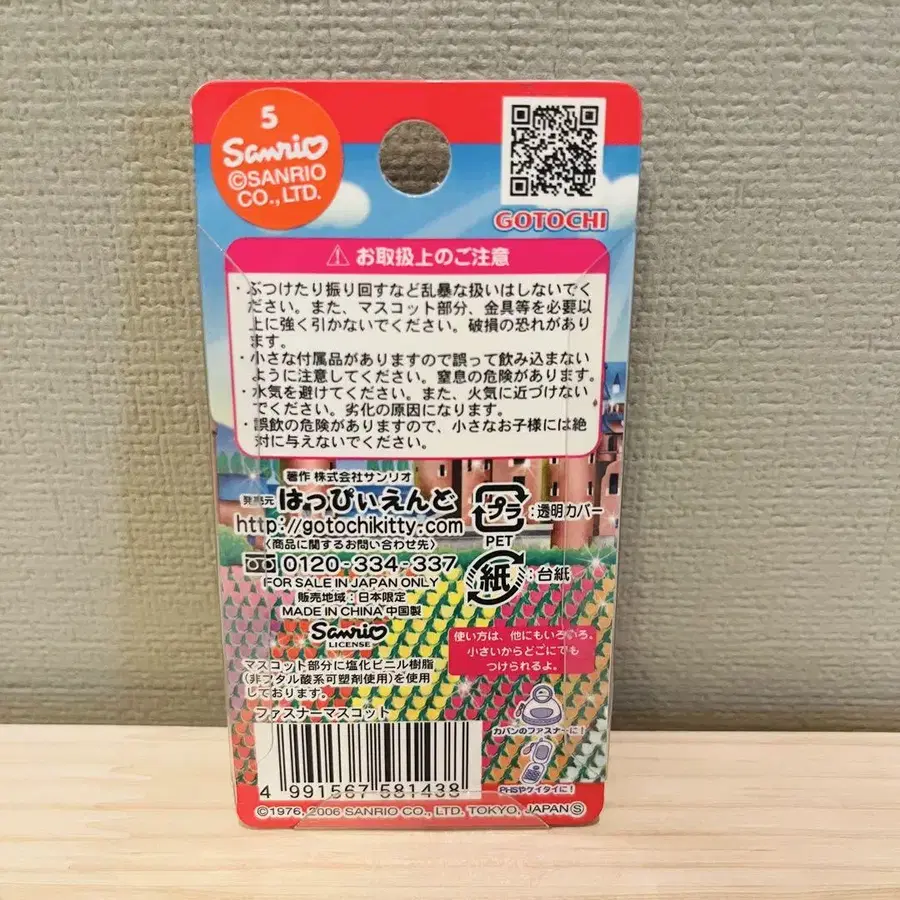 5
Sanrio
©SANRIO
CO.,LTD.
GOTOCHI
⚠ お取扱上のご注意
・ぶつけたり振り回すなど乱暴な扱いはしないでく
ださい。また、マスコット部分、金具等を必要以
上に強く引かないでください。破損の恐れがあり
ます。
・小さな付属品がありますので誤って飲み込まない
ように注意してください。窒息の危険があります。
・水気を避けてください。また、火気に近づけない
でください。劣化の原因になります。
・誤飲の危険がありますので、小さなお子様には絶
対に与えないでください。
著作 株式会社サンリオ
発売元 はっぴぃえんど
http://gotochikitty.com
〈商品に関するお問い合わせ先〉
0120-334-337
FOR SALE IN JAPAN ONLY
販売地域：日本限定
MADE IN CHINA 中国製
Sanrio
LICENSE
マスコット部分に塩化ビニル樹脂
(非フタル酸系可塑剤使用)を使用
しております。
ファスナーマスコット
プラ：透明カバー
PET
紙：台紙
使い方は、他にもいろいろ。
小さいからどこにでも
つけられるよ。
カバンのファスナーに！
PHSやケイタイに！
4 991567 581438
©1976, 2006 SANRIO CO., LTD. TOKYO, JAPAN Ⓢ